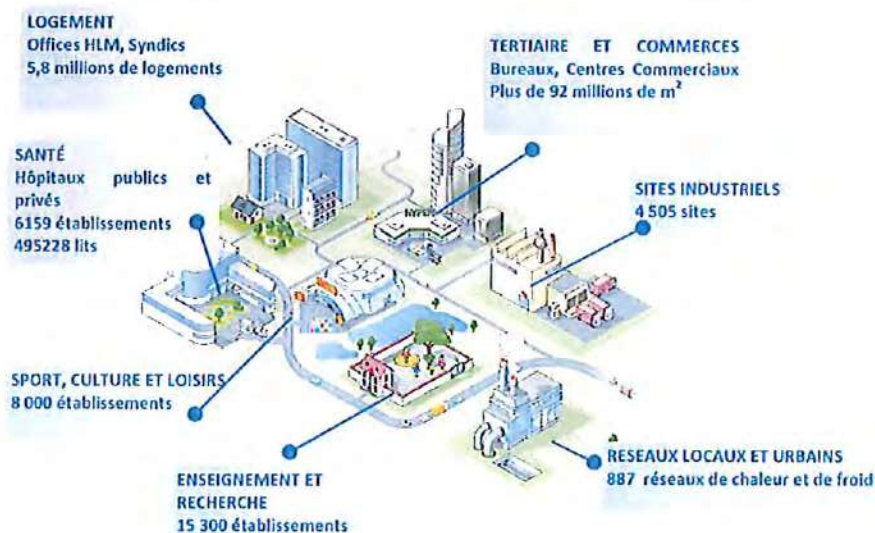 LOGEMENT
Offices HLM, Syndics
5,8 millions de logements
TERTIAIRE ET COMMERCES
Bureaux, Centres Commerciaux
Plus de 92 millions de m²
SANTÉ
Hôpitaux publics et
privés
6159 établissements
495228 lits
SITES INDUSTRIELS
4 505 sites
SPORT, CULTURE ET LOISIRS
8 000 établissements
ENSEIGNEMENT ET
RECHERCHE
15 300 établissements
RESEAUX LOCAUX ET URBAINS
887 réseaux de chaleur et de froid